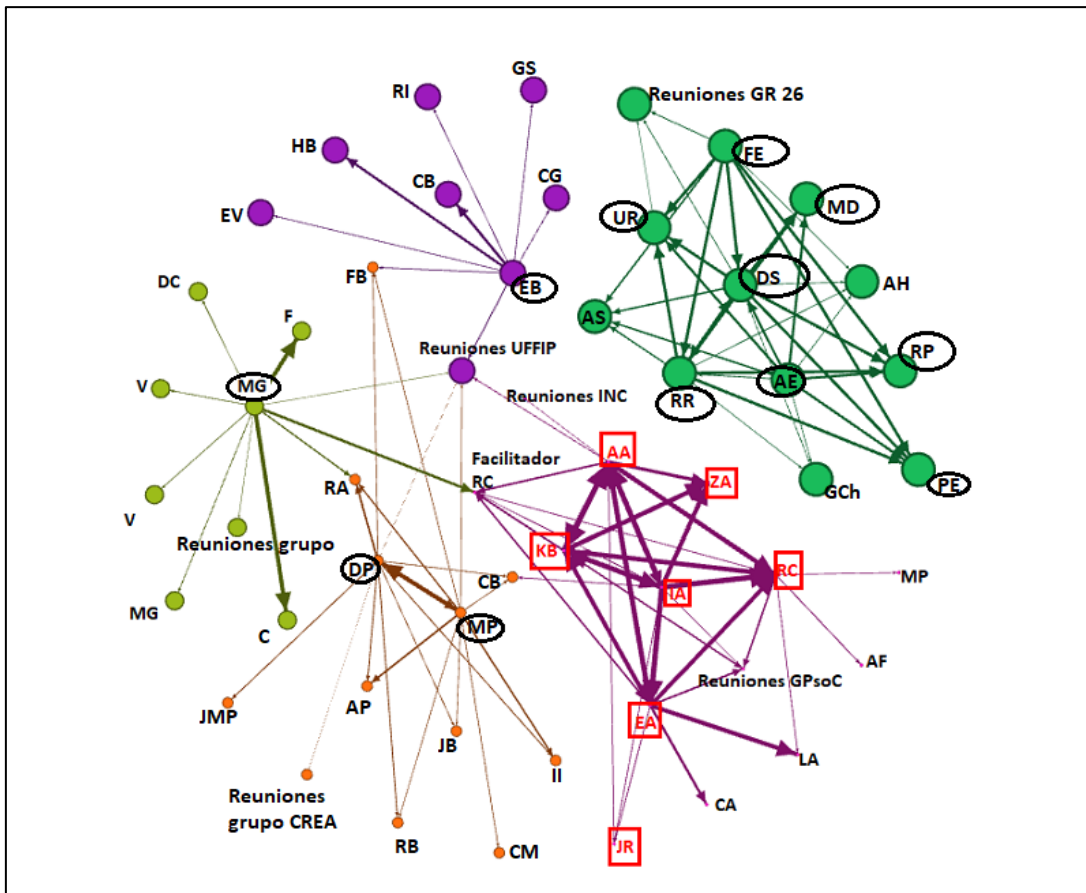 GS
RI
Reuniones GR 26
HB
FE
CB
CG
MD
EV
UR
DC
FB
EB
DS
AH
F
AS
Reuniones UFFIP
RP
MG
V
Reuniones INC
AE
RR
Facilitador
AA
RA
RC
ZA
GCh
PE
V
Reuniones grupo
KB
DP
CB
RC
MP
IA
MG
MP
C
AF
Reuniones GPsoC
AP
JMP
EA
JB
II
LA
Reuniones
grupo CREA
CA
RB
CM
JR